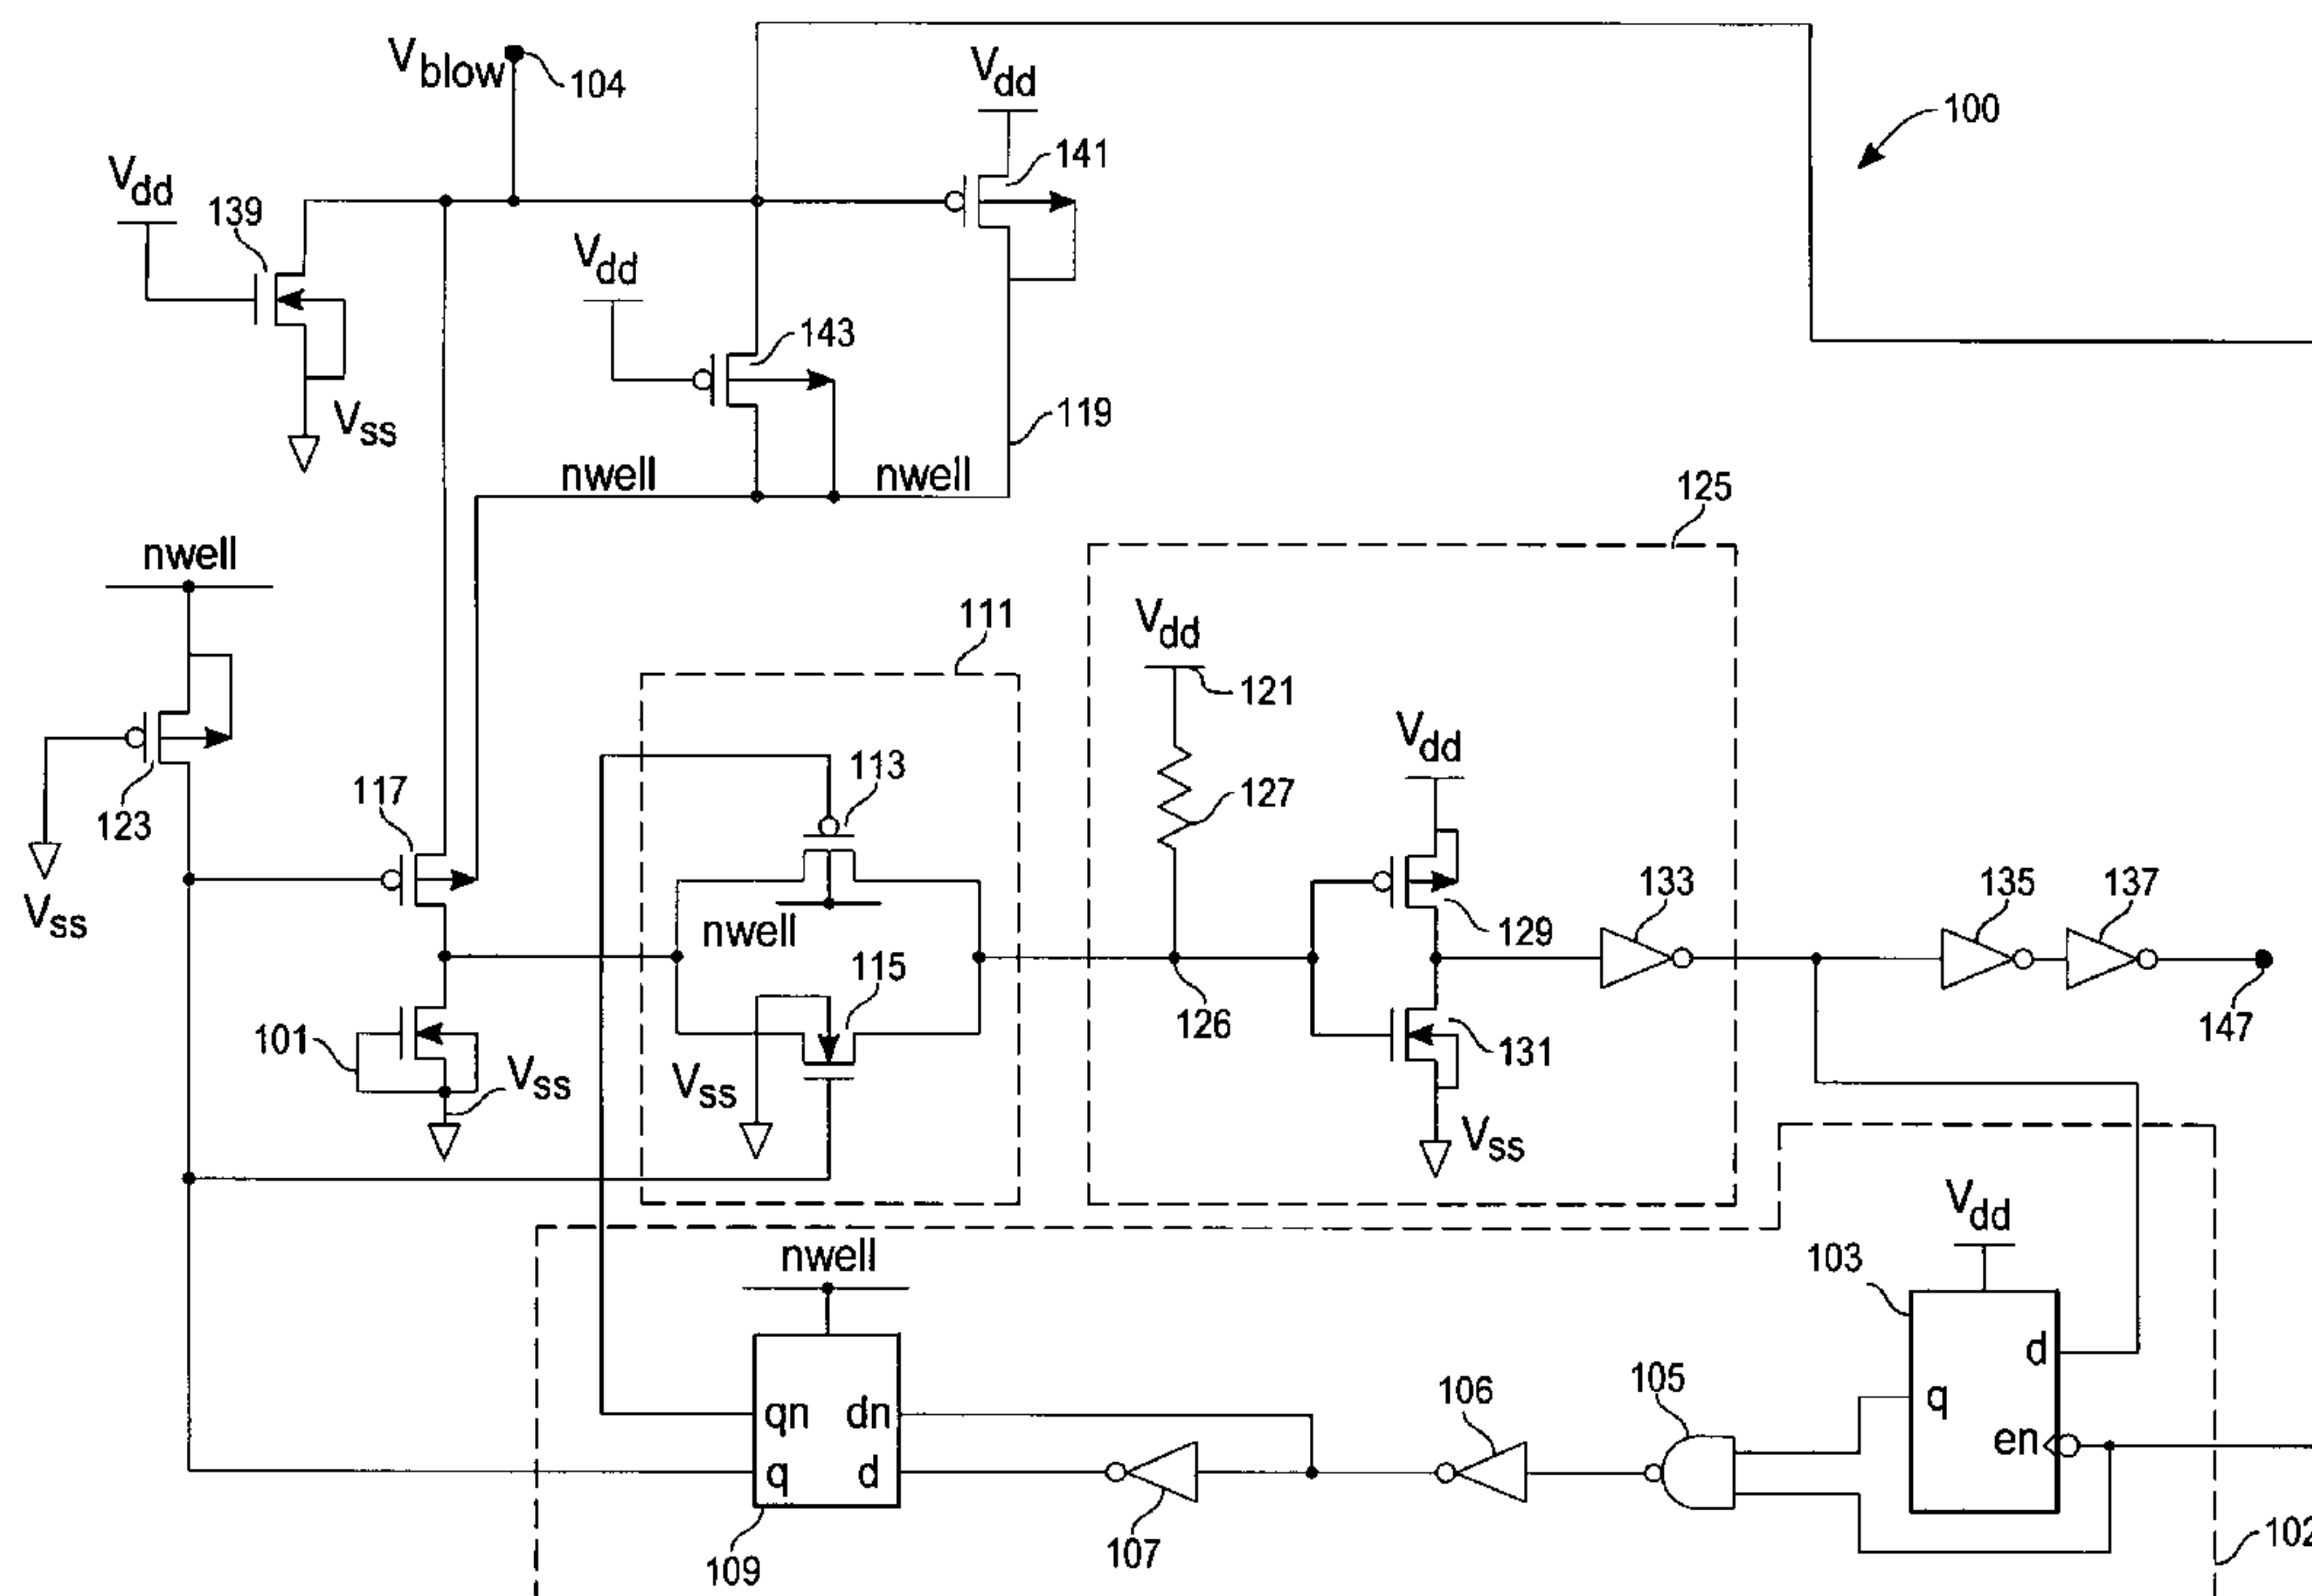 Vblow
104
Vdd
141
100
Vdd
139
Vdd
143
Vss
119
nwell
nwell
125
nwell
111
Vdd
121
Vdd
117
113
127
123
133
135
137
Vss
nwell
129
115
126
147
101
Vss
Vss
131
Vss
nwell
Vdd
103
d
105
106
q
qn
dn
en
q
d
107
109
102